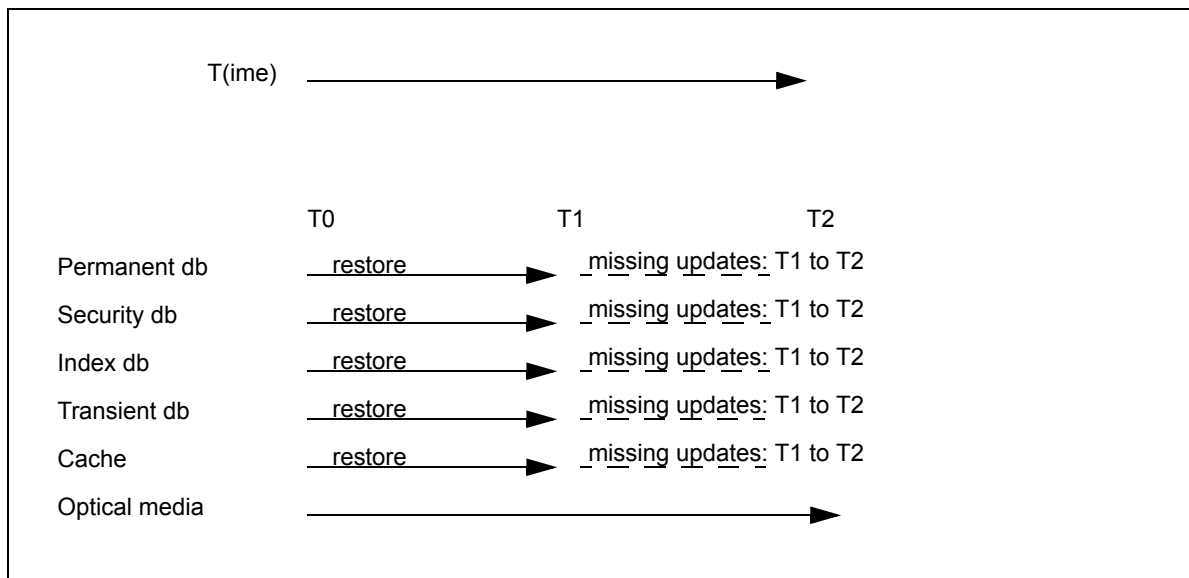 T(ime)
T0 T1 T2
Permanent db restore missing updates: T1 to T2
Security db restore missing updates: T1 to T2
Index db restore missing updates: T1 to T2
Transient db restore missing updates: T1 to T2
Cache restore missing updates: T1 to T2
Optical media